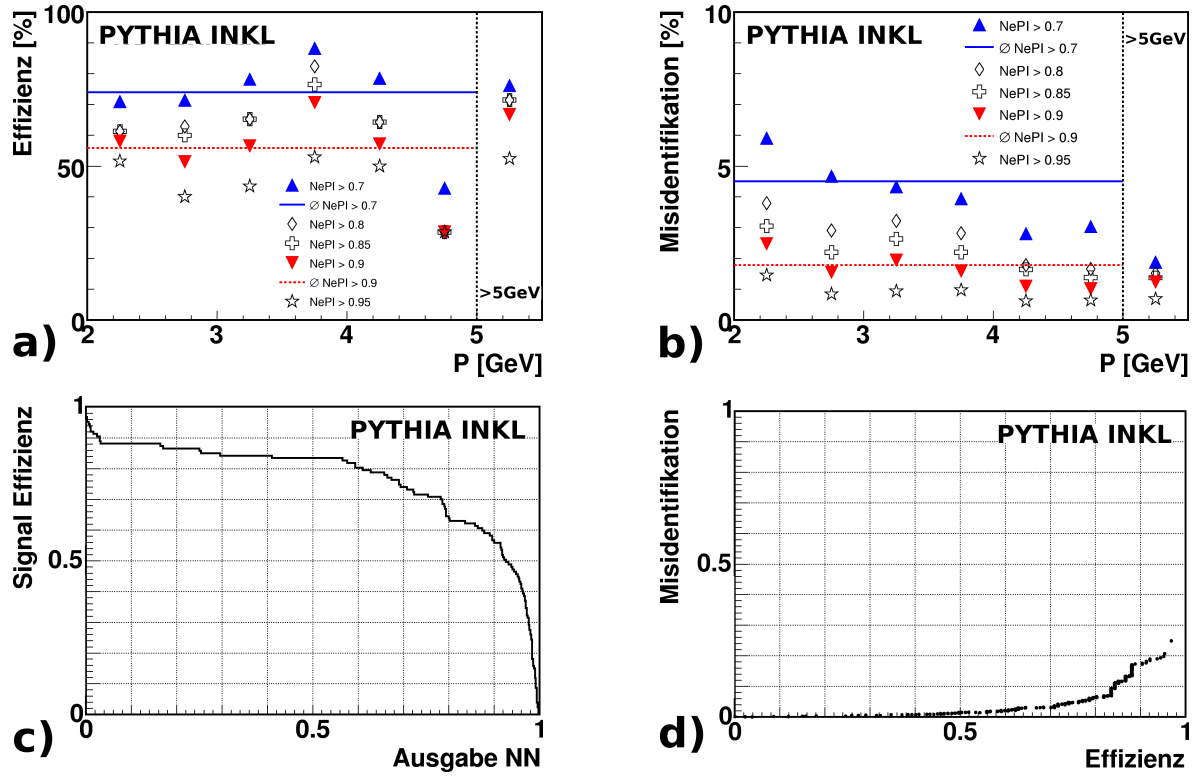 Effizienz [%]
100
50
0
PYTHIA INKL
NePI > 0.7
∅ NePI > 0.7
NePI > 0.8
NePI > 0.85
NePI > 0.9
∅ NePI > 0.9
NePI > 0.95
>5GeV
2 3 4 5
P [GeV]
a)
Misidentifikation [%]
10
5
0
PYTHIA INKL
NePI > 0.7
∅ NePI > 0.7
NePI > 0.8
NePI > 0.85
NePI > 0.9
∅ NePI > 0.9
NePI > 0.95
>5GeV
2 3 4 5
P [GeV]
b)
Signal Effizienz
1
0.5
0
PYTHIA INKL
0 0.5 1
Ausgabe NN
c)
Misidentifikation
1
0.5
0
PYTHIA INKL
0 0.5 1
Effizienz
d)